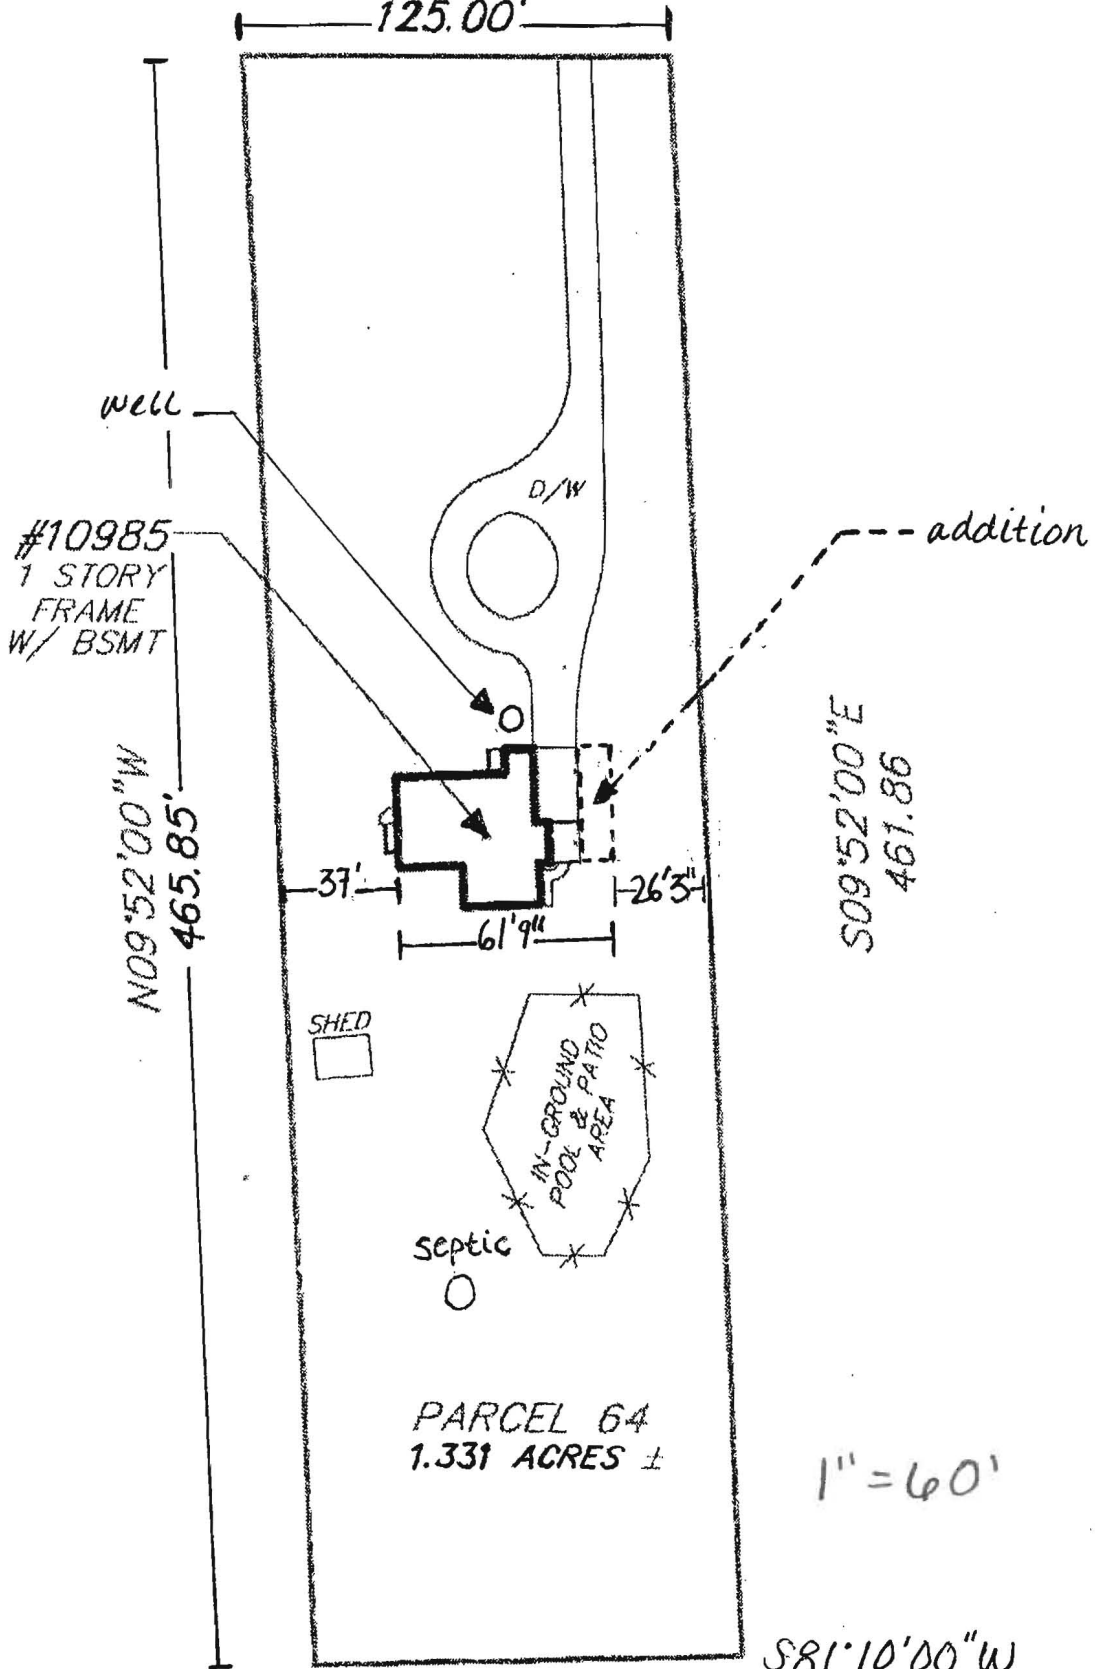 125.00'
well
D/W
#10985
1 STORY
FRAME
W/ BSMT
addition
N09°52'00"W
465.85'
S09°52'00"E
461.86
37'
26'3"
61'9"
SHED
IN-GROUND
POOL & PATIO
AREA
septic
PARCEL 64
1.331 ACRES ±
1" = 60'
S81°10'00"W